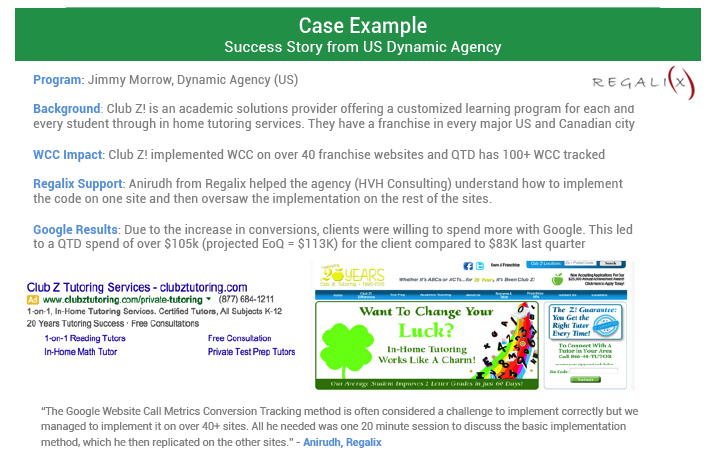 Case Example
Success Story from US Dynamic Agency
Program: Jimmy Morrow, Dynamic Agency (US)
REGALI(X)
Background: Club Z! is an academic solutions provider offering a customized learning program for each and
every student through in home tutoring services. They have a franchise in every major US and Canadian city
WCC Impact: Club Z! implemented WCC on over 40 franchise websites and QTD has 100+ WCC tracked
Regalix Support: Anirudh from Regalix helped the agency (HVH Consulting) understand how to implement
the code on one site and then oversaw the implementation on the rest of the sites.
Google Results: Due to the increase in conversions, clients were willing to spend more with Google. This led
to a QTD spend of over $105k (projected EoQ = $113K) for the client compared to $83K last quarter
Club Z Tutoring Services - clubztutoring.com
Ad www.clubztutoring.com/private-tutoring (877) 684-1211
1-on-1, In-Home Tutoring Services. Certified Tutors, All Subjects K-12
20 Years Tutoring Success · Free Consultations
1-on-1 Reading Tutors Free Consultation
In-Home Math Tutor Private Test Prep Tutors
20 YEARS
Whether It's ABCs or ACTs...for 20 Years, It's Been Club Z!
Now Accepting Applications For Our
Click Here to Apply Today!
Want To Change Your
Luck?
In-Home Tutoring
Works Like A Charm!
Our Average Student Improves 2 Letter Grades in Just 60 Days!
The Z! Guarantee:
You Get the
Right Tutor
Every Time!
To Connect With A
Tutor in Your Area
Call 866-44-TUTOR
Zip Code:
"The Google Website Call Metrics Conversion Tracking method is often considered a challenge to implement correctly but we
managed to implement it on over 40+ sites. All he needed was one 20 minute session to discuss the basic implementation
method, which he then replicated on the other sites." - Anirudh, Regalix